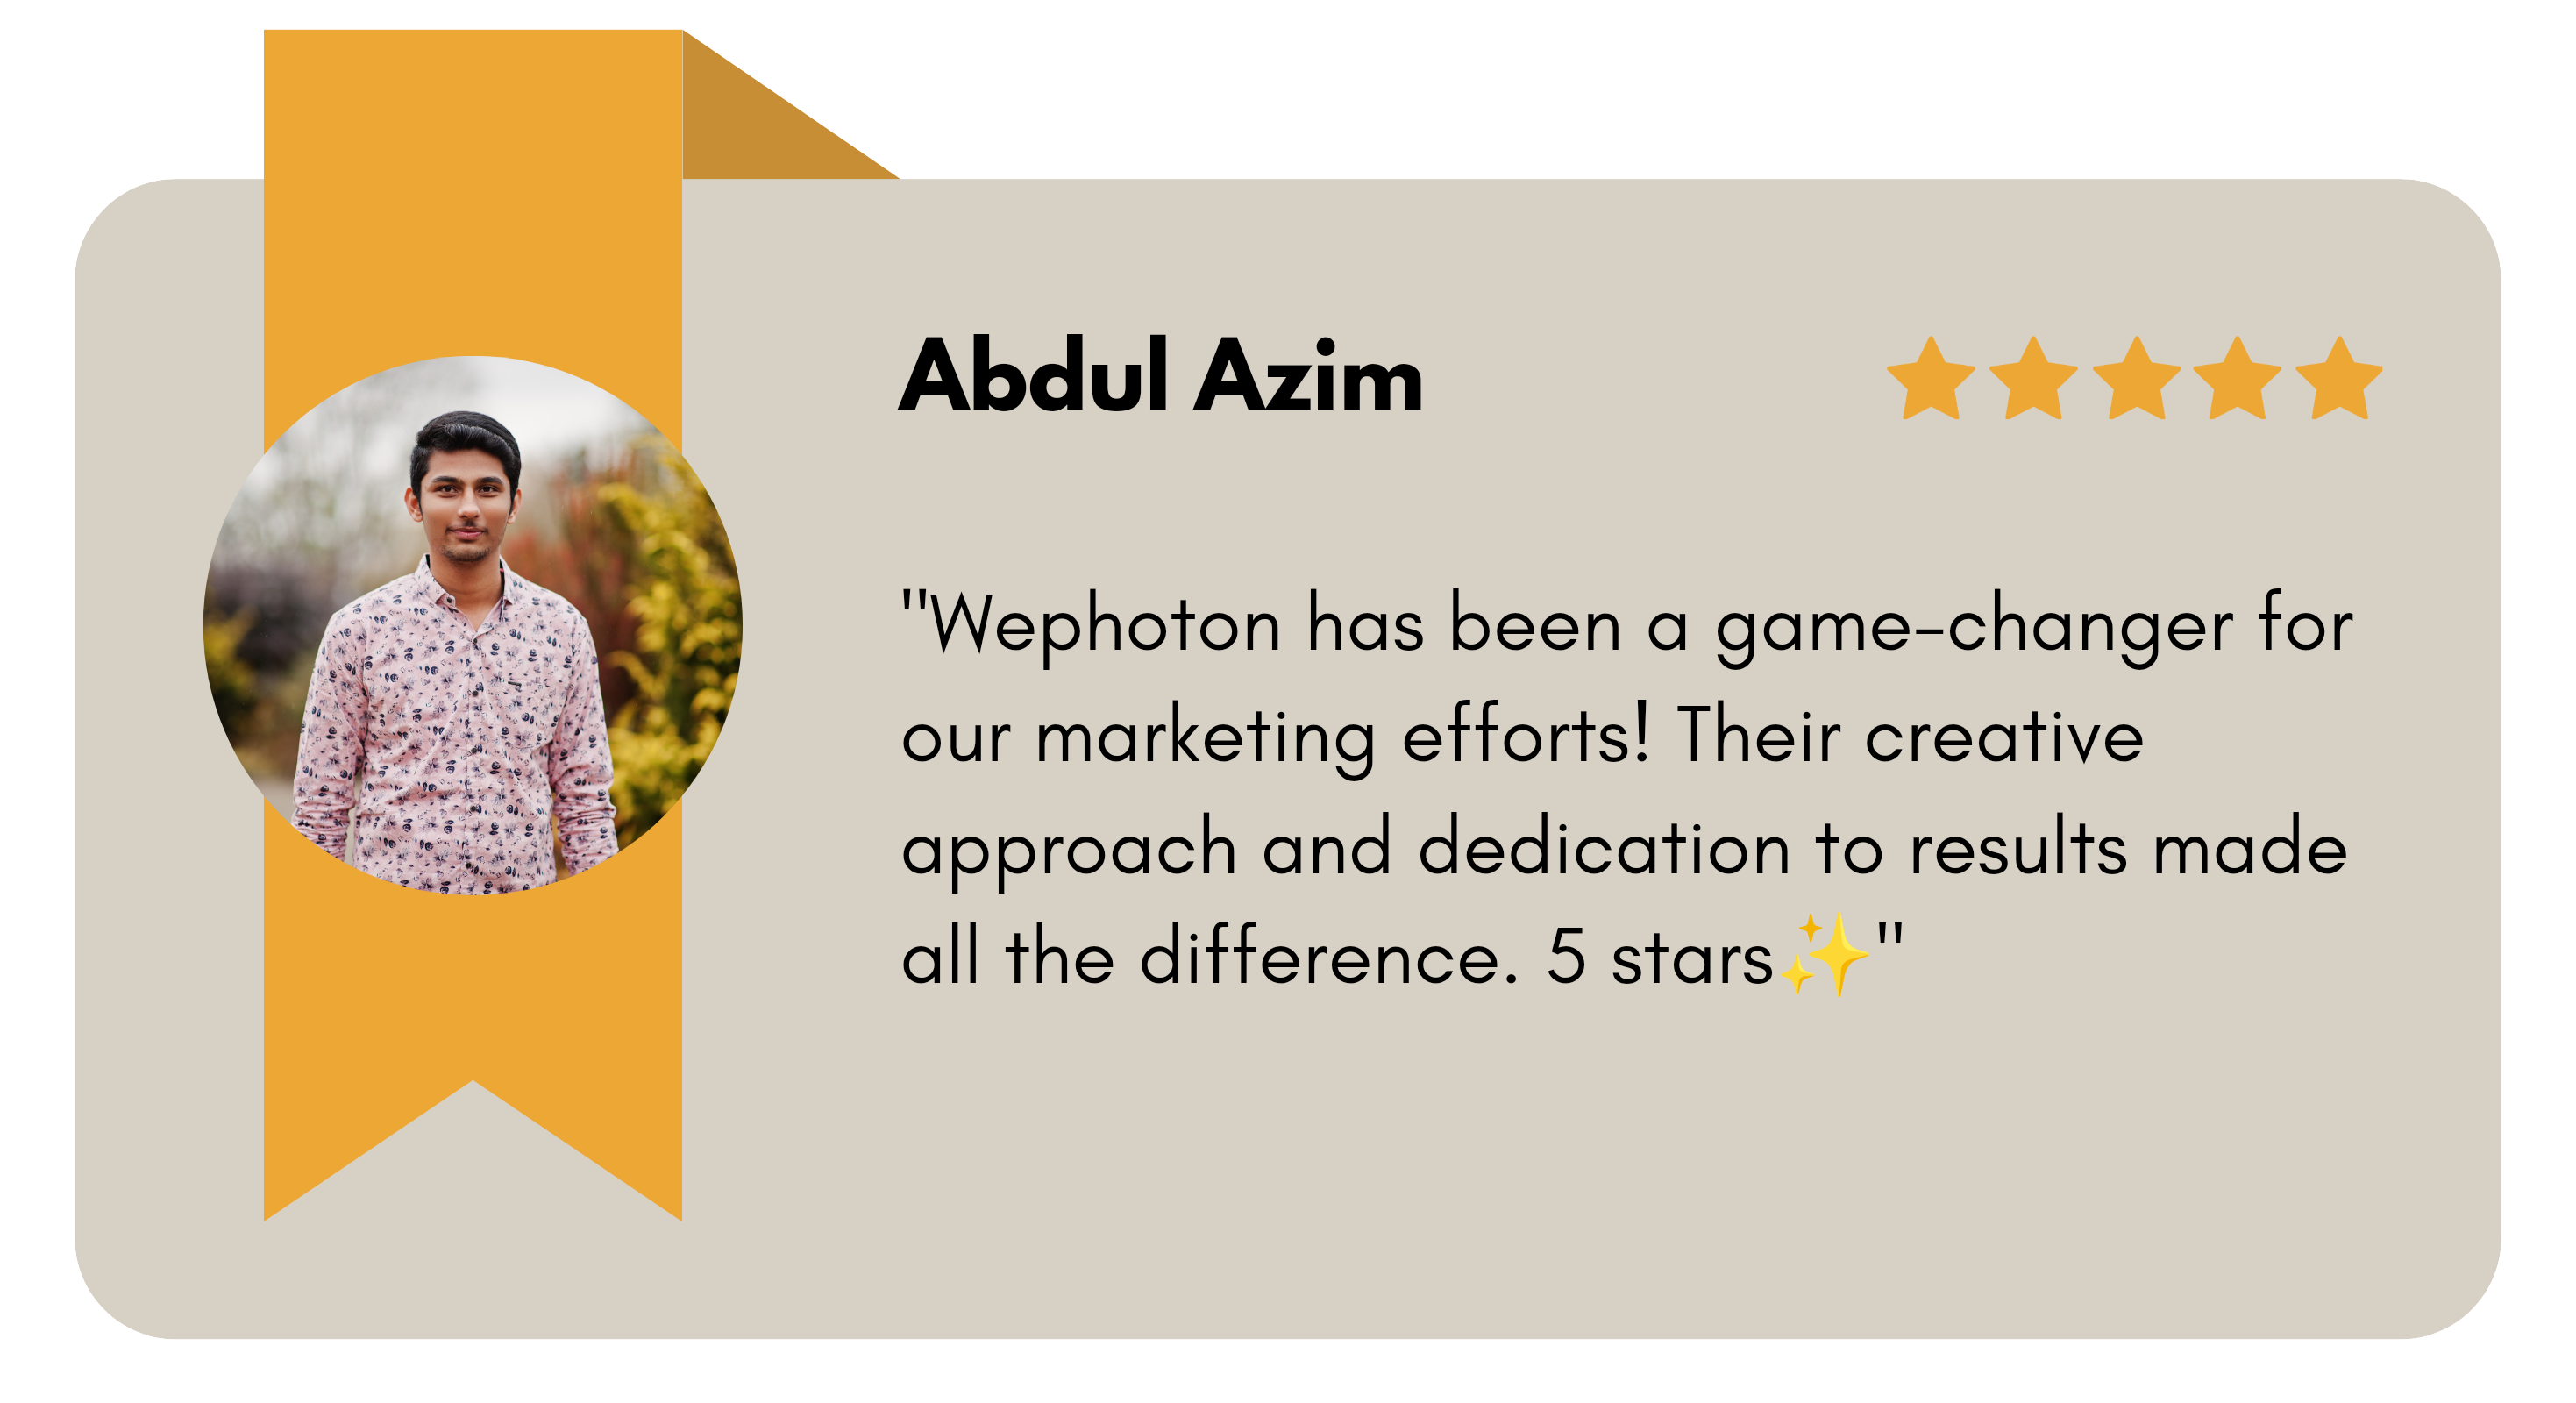 Abdul Azim
"Wephoton has been a game-changer for
our marketing efforts! Their creative
approach and dedication to results made
all the difference. 5 stars✨"